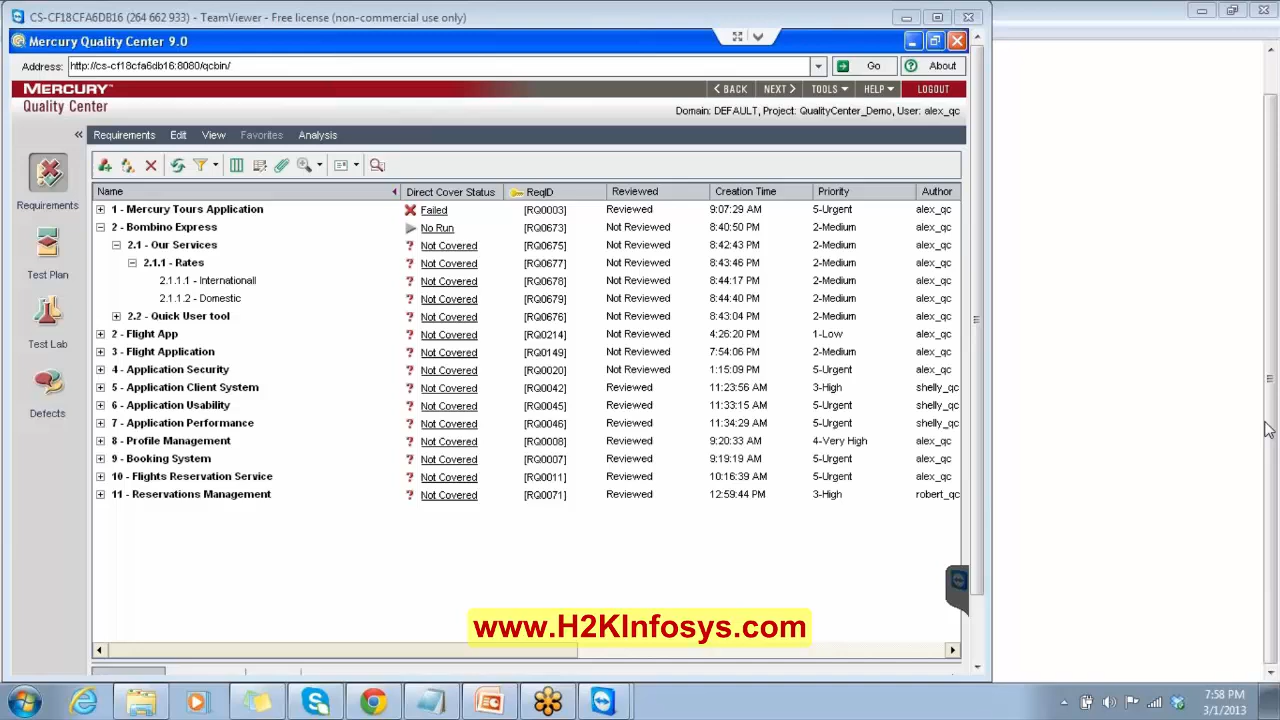 CS-CF18CFA6DB16 (264 662 933) - TeamViewer - Free license (non-commercial use only)
Mercury Quality Center 9.0
Address: http://cs-cf18cfa6db16:8080/qcbin/ Go About
MERCURY BACK NEXT TOOLS HELP LOGOUT
Quality Center
Domain: DEFAULT, Project: QualityCenter_Demo, User: alex_qc
Requirements Edit View Favorites Analysis
Requirements
Test Plan
Test Lab
Defects
Name Direct Cover Status ReqID Reviewed Creation Time Priority Author
1 - Mercury Tours Application Failed [RQ0003] Reviewed 9:07:29 AM 5-Urgent alex_qc
2 - Bombino Express No Run [RQ0673] Not Reviewed 8:40:50 PM 2-Medium alex_qc
2.1 - Our Services Not Covered [RQ0675] Not Reviewed 8:42:43 PM 2-Medium alex_qc
2.1.1 - Rates Not Covered [RQ0677] Not Reviewed 8:43:46 PM 2-Medium alex_qc
2.1.1.1 - Internationall Not Covered [RQ0678] Not Reviewed 8:44:17 PM 2-Medium alex_qc
2.1.1.2 - Domestic Not Covered [RQ0679] Not Reviewed 8:44:40 PM 2-Medium alex_qc
2.2 - Quick User tool Not Covered [RQ0676] Not Reviewed 8:43:04 PM 2-Medium alex_qc
2 - Flight App Not Covered [RQ0214] Not Reviewed 4:26:20 PM 1-Low alex_qc
3 - Flight Application Not Covered [RQ0149] Not Reviewed 7:54:06 PM 2-Medium alex_qc
4 - Application Security Not Covered [RQ0020] Not Reviewed 1:15:09 PM 5-Urgent alex_qc
5 - Application Client System Not Covered [RQ0042] Reviewed 11:23:56 AM 3-High shelly_qc
6 - Application Usability Not Covered [RQ0045] Reviewed 11:33:15 AM 5-Urgent shelly_qc
7 - Application Performance Not Covered [RQ0046] Reviewed 11:34:29 AM 5-Urgent shelly_qc
8 - Profile Management Not Covered [RQ0008] Reviewed 9:20:33 AM 4-Very High alex_qc
9 - Booking System Not Covered [RQ0007] Reviewed 9:19:19 AM 5-Urgent alex_qc
10 - Flights Reservation Service Not Covered [RQ0011] Reviewed 10:16:39 AM 5-Urgent alex_qc
11 - Reservations Management Not Covered [RQ0071] Reviewed 12:59:44 PM 3-High robert_qc
www.H2KInfosys.com
7:58 PM
3/1/2013